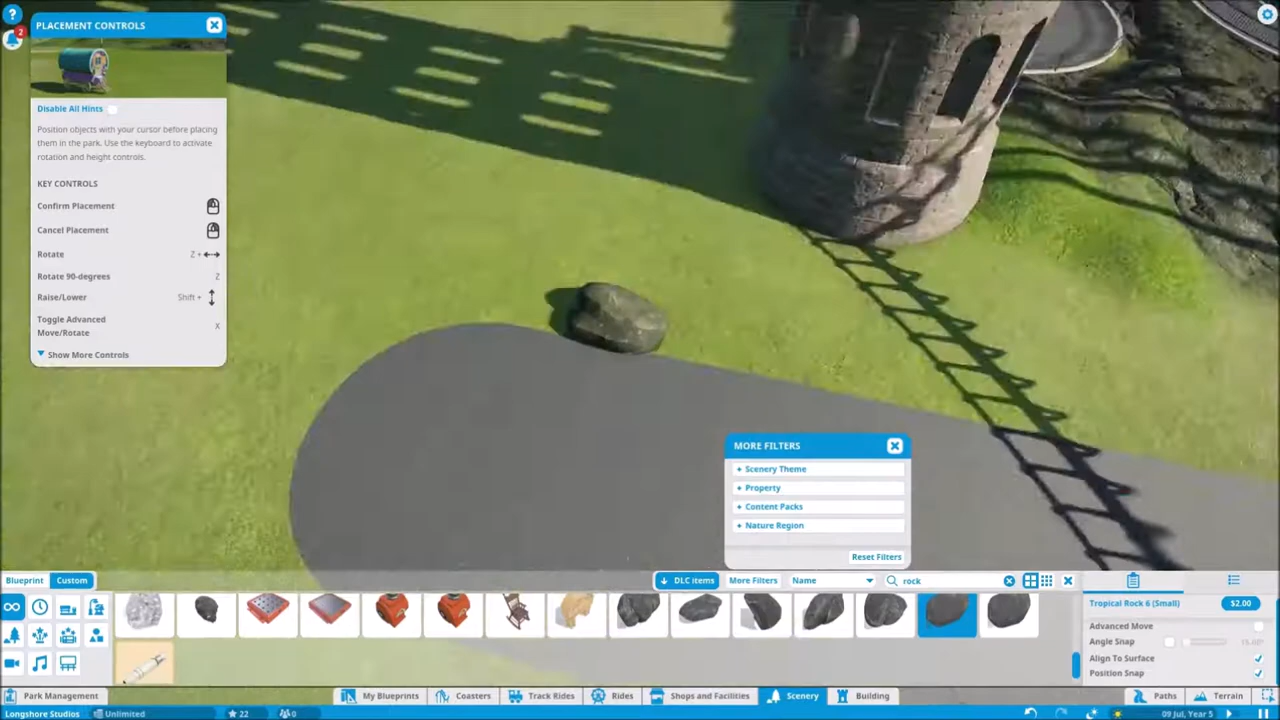 ?
2
PLACEMENT CONTROLS
Disable All Hints
Position objects with your cursor before placing
them in the park. Use the keyboard to activate
rotation and height controls.
KEY CONTROLS
Confirm Placement
Cancel Placement
Rotate Z +
Rotate 90-degrees Z
Raise/Lower Shift +
Toggle Advanced
Move/Rotate X
Show More Controls
MORE FILTERS
+ Scenery Theme
+ Property
+ Content Packs
+ Nature Region
Reset Filters
Blueprint Custom DLC items More Filters Name rock
Tropical Rock 6 (Small) $2.00
Advanced Move
Angle Snap
Align To Surface
Position Snap
Park Management My Blueprints Coasters Track Rides Rides Shops and Facilities Scenery Building Paths Terrain
Longshore Studios Unlimited 22 0 09 Jul, Year 5